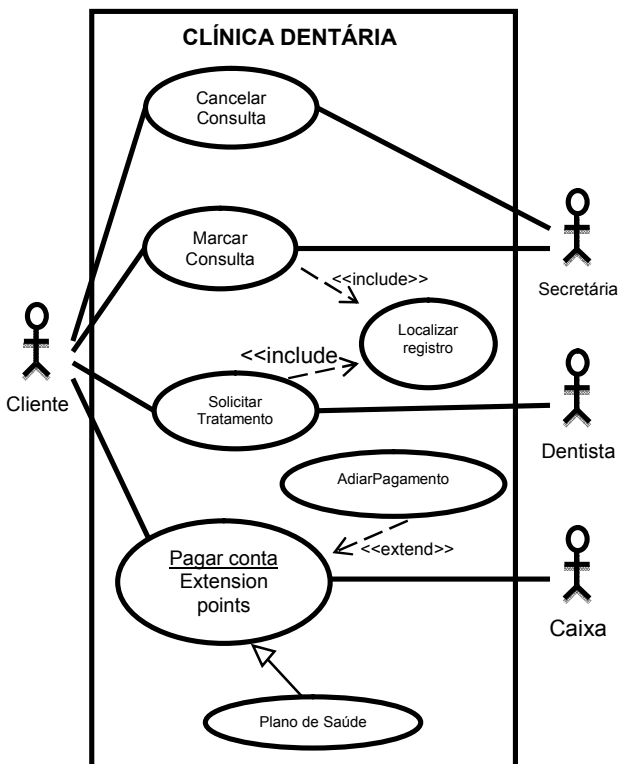 CLÍNICA DENTÁRIA
Cancelar
Consulta
Marcar
Consulta
<<include>>
Secretária
Localizar
registro
<<include
Cliente
Solicitar
Tratamento
Dentista
AdiarPagamento
<<extend>>
Pagar conta
Extension
points
Caixa
Plano de Saúde